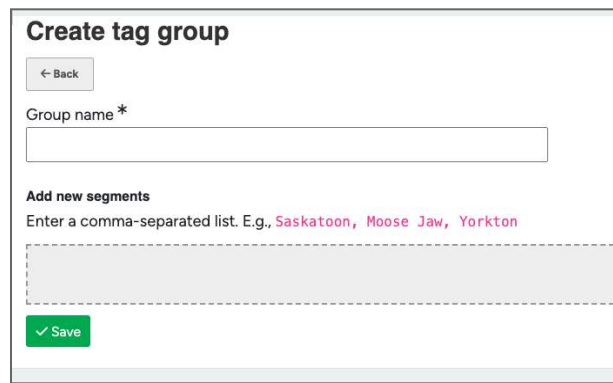 Create tag group
← Back
Group name *
Add new segments
Enter a comma-separated list. E.g., Saskatoon, Moose Jaw, Yorkton
✓ Save